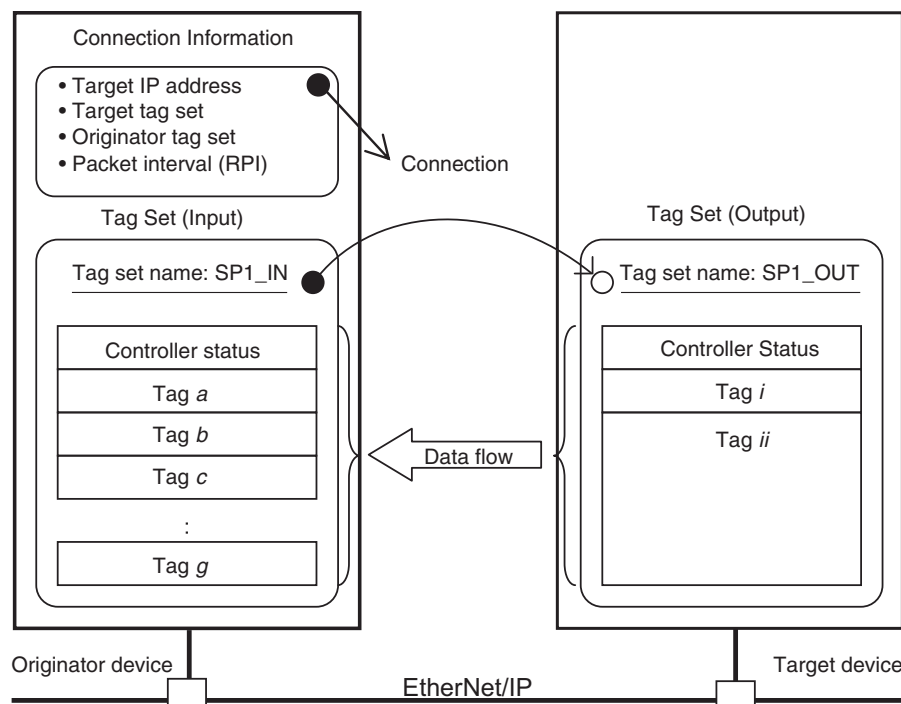 Connection Information
• Target IP address
• Target tag set
• Originator tag set
• Packet interval (RPI)
Connection
Tag Set (Input)
Tag Set (Output)
Tag set name: SP1_IN
Tag set name: SP1_OUT
Controller status
Tag a
Tag b
Tag c
:
Tag g
Data flow
Controller Status
Tag i
Tag ii
Originator device
Target device
EtherNet/IP